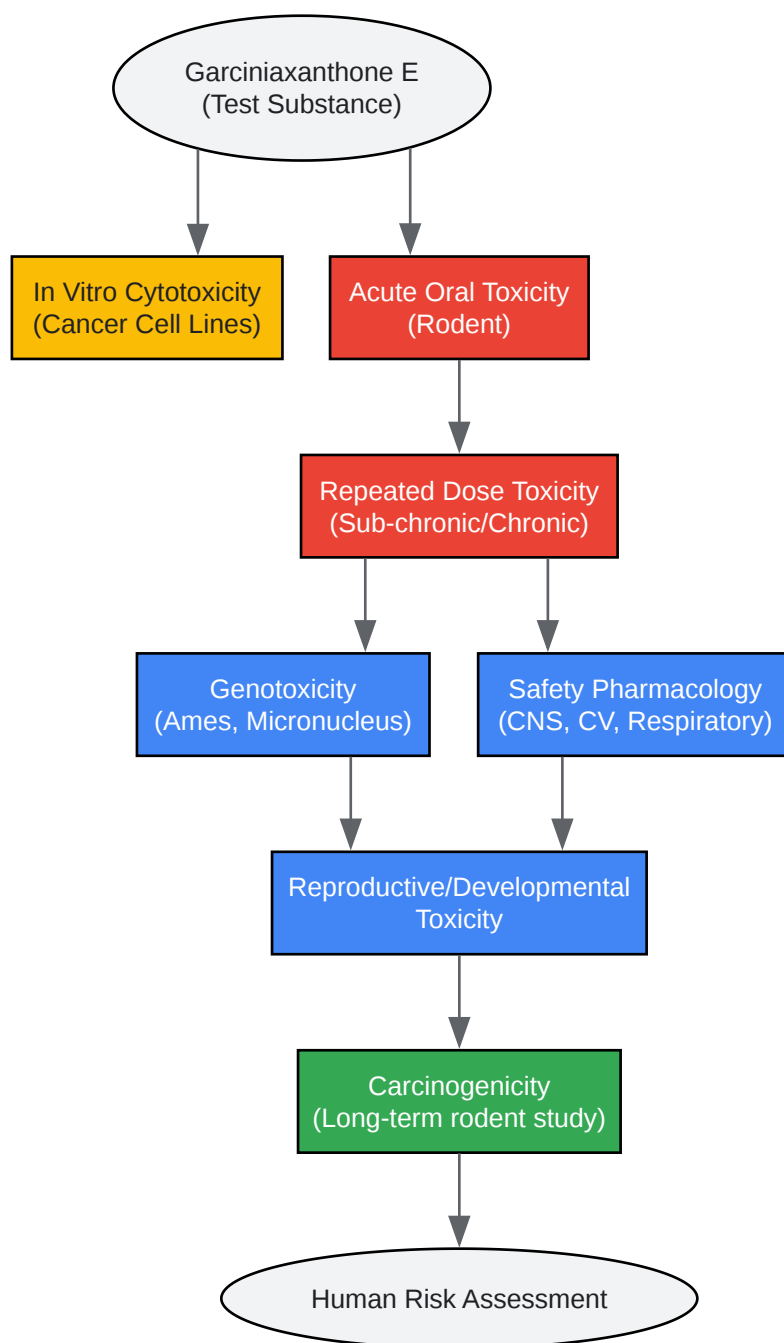 Garciniaxanthone E
(Test Substance)
In Vitro Cytotoxicity
(Cancer Cell Lines)
Acute Oral Toxicity
(Rodent)
Repeated Dose Toxicity
(Sub-chronic/Chronic)
Genotoxicity
(Ames, Micronucleus)
Safety Pharmacology
(CNS, CV, Respiratory)
Reproductive/Developmental
Toxicity
Carcinogenicity
(Long-term rodent study)
Human Risk Assessment